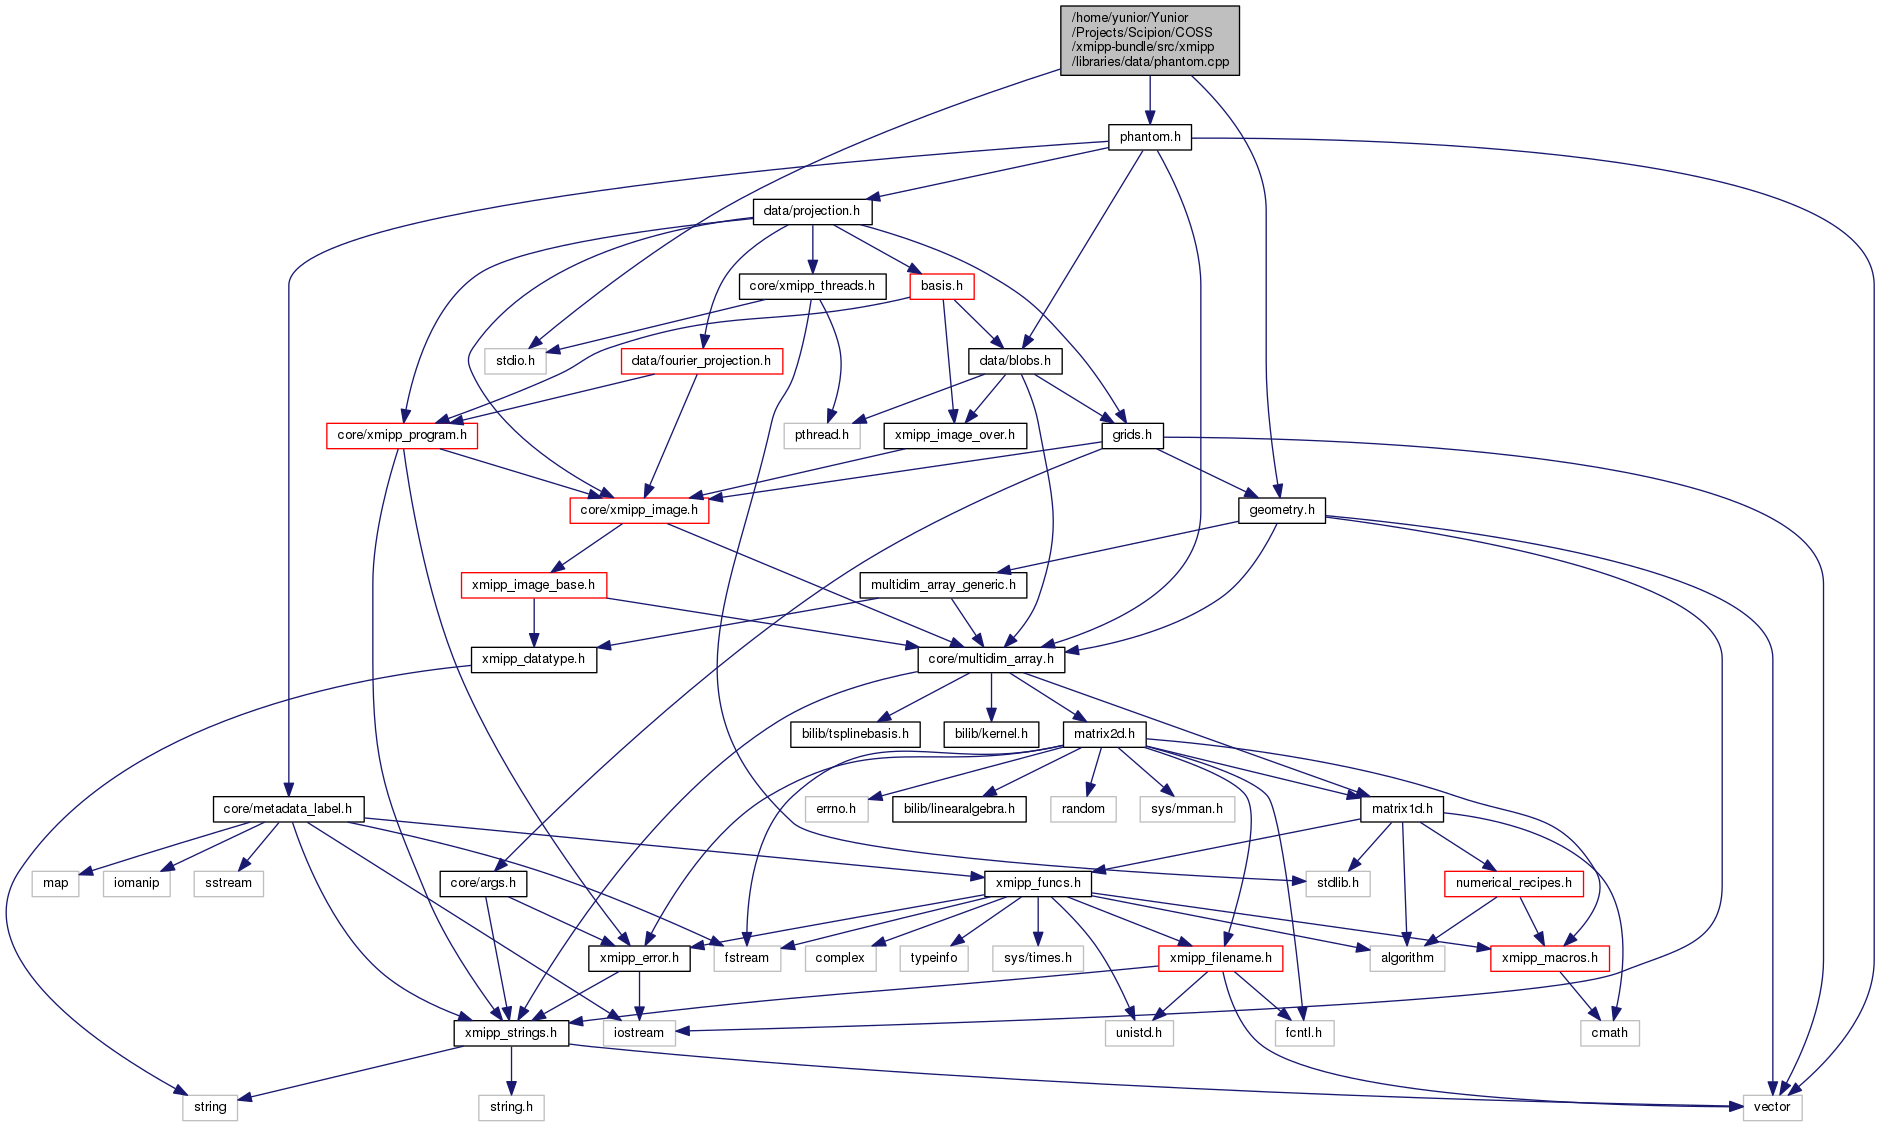 /home/yunior/Yunior
/Projects/Scipion/COSS
/xmipp-bundle/src/xmipp
/libraries/data/phantom.cpp
phantom.h
data/projection.h
core/xmipp_threads.h
basis.h
stdio.h
data/fourier_projection.h
data/blobs.h
core/xmipp_program.h
pthread.h
xmipp_image_over.h
grids.h
core/xmipp_image.h
geometry.h
xmipp_image_base.h
multidim_array_generic.h
xmipp_datatype.h
core/multidim_array.h
bilib/tsplinebasis.h
bilib/kernel.h
matrix2d.h
core/metadata_label.h
errno.h
bilib/linearalgebra.h
random
sys/mman.h
matrix1d.h
map
iomanip
sstream
core/args.h
xmipp_funcs.h
stdlib.h
numerical_recipes.h
xmipp_error.h
fstream
complex
typeinfo
sys/times.h
xmipp_filename.h
algorithm
xmipp_macros.h
xmipp_strings.h
iostream
unistd.h
fcntl.h
cmath
string
string.h
vector